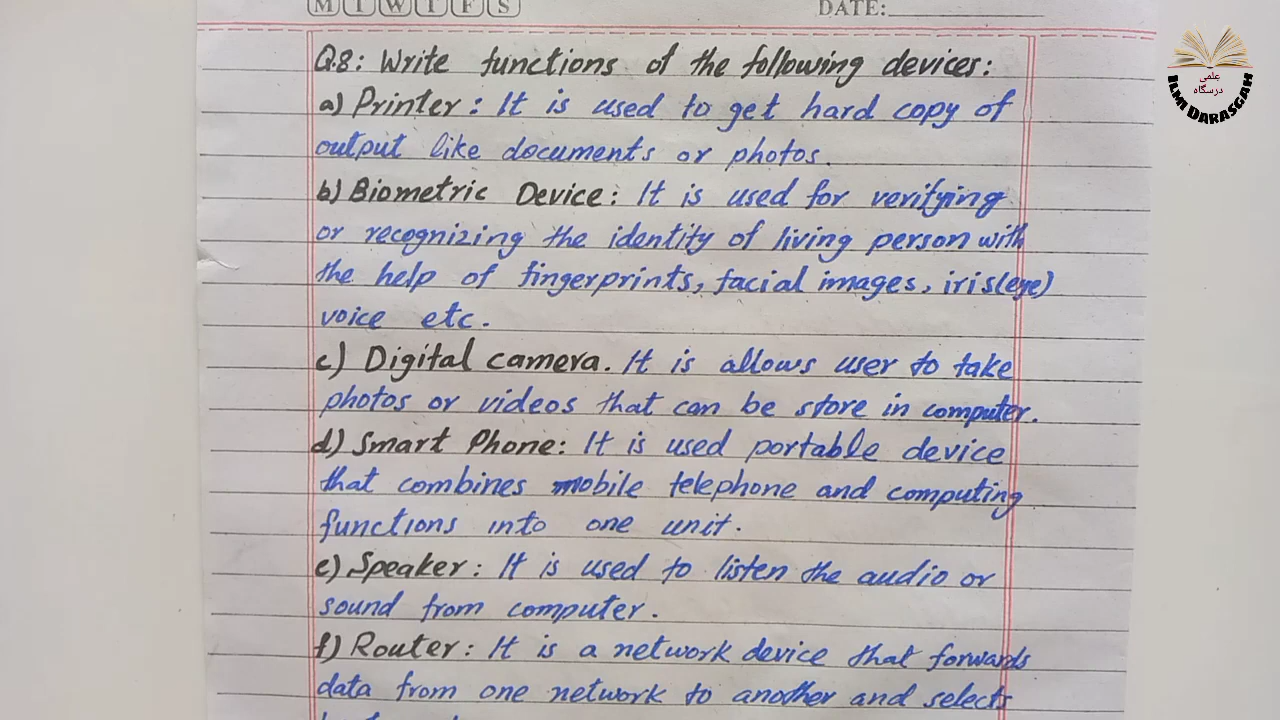 M T W T F S
DATE:
علمی
درسگاہ
ILMI DARASGAH
Q.8: Write functions of the following devices:
a) Printer: It is used to get hard copy of
output like documents or photos.
b) Biometric Device: It is used for verifying
or recognizing the identity of living person with
the help of fingerprints, facial images, iris(eye)
voice etc.
c) Digital camera. It is allows user to take
photos or videos that can be store in computer.
d) Smart Phone: It is used portable device
that combines mobile telephone and computing
functions into one unit.
e) Speaker: It is used to listen the audio or
sound from computer.
f) Router: It is a network device that forwards
data from one network to another and selects